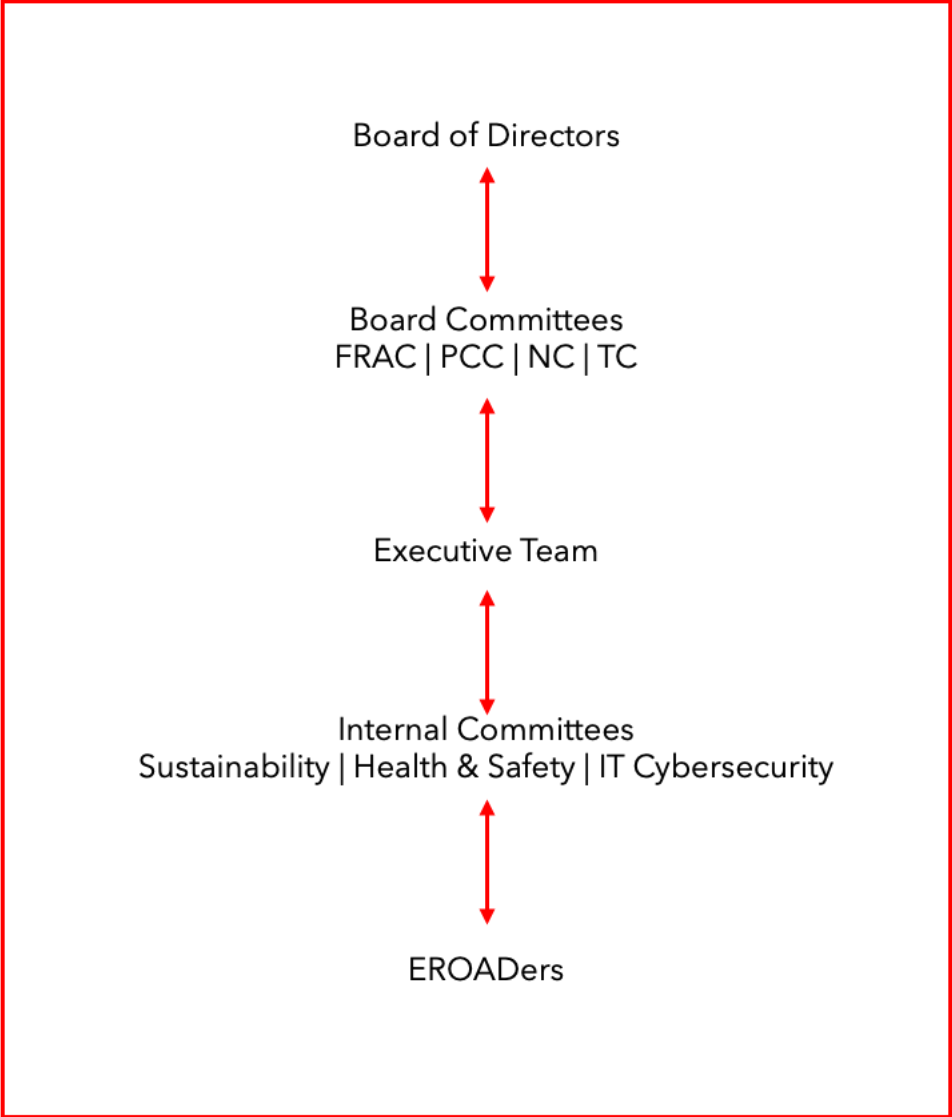 Board of Directors
Board Committees
FRAC | PCC | NC | TC
Executive Team
Internal Committees
Sustainability | Health & Safety | IT Cybersecurity
EROADers